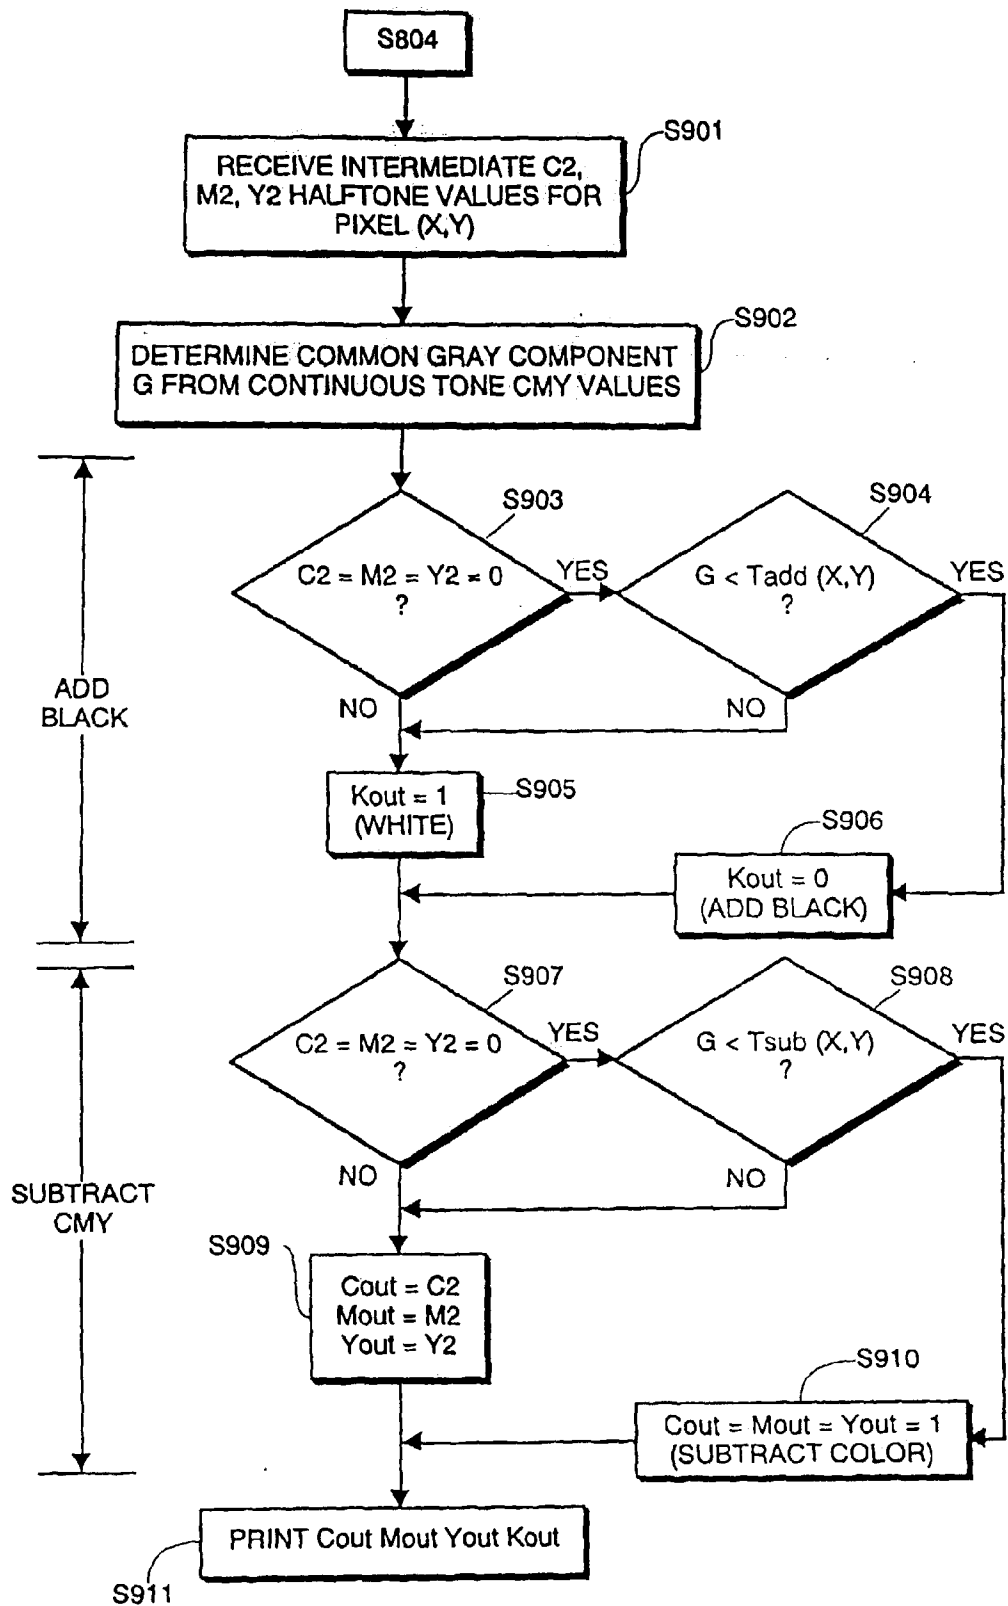 S804
S901
RECEIVE INTERMEDIATE C2,
M2, Y2 HALFTONE VALUES FOR
PIXEL (X,Y)
S902
DETERMINE COMMON GRAY COMPONENT
G FROM CONTINUOUS TONE CMY VALUES
S903
S904
C2 = M2 = Y2 = 0
?
YES
G < Tadd (X,Y)
?
YES
ADD
BLACK
NO
NO
Kout = 1
(WHITE)
S905
S906
Kout = 0
(ADD BLACK)
S907
S908
C2 = M2 = Y2 = 0
?
YES
G < Tsub (X,Y)
?
YES
NO
NO
SUBTRACT
CMY
S909
Cout = C2
Mout = M2
Yout = Y2
S910
Cout = Mout = Yout = 1
(SUBTRACT COLOR)
PRINT Cout Mout Yout Kout
S911